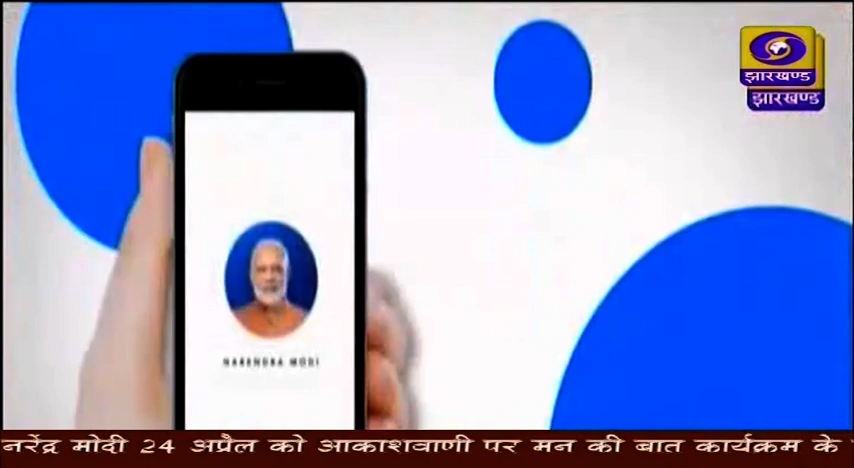 झारखण्ड
झारखण्ड
NARENDRA MODI
नरेंद्र मोदी 24 अप्रैल को आकाशवाणी पर मन की बात कार्यक्रम के